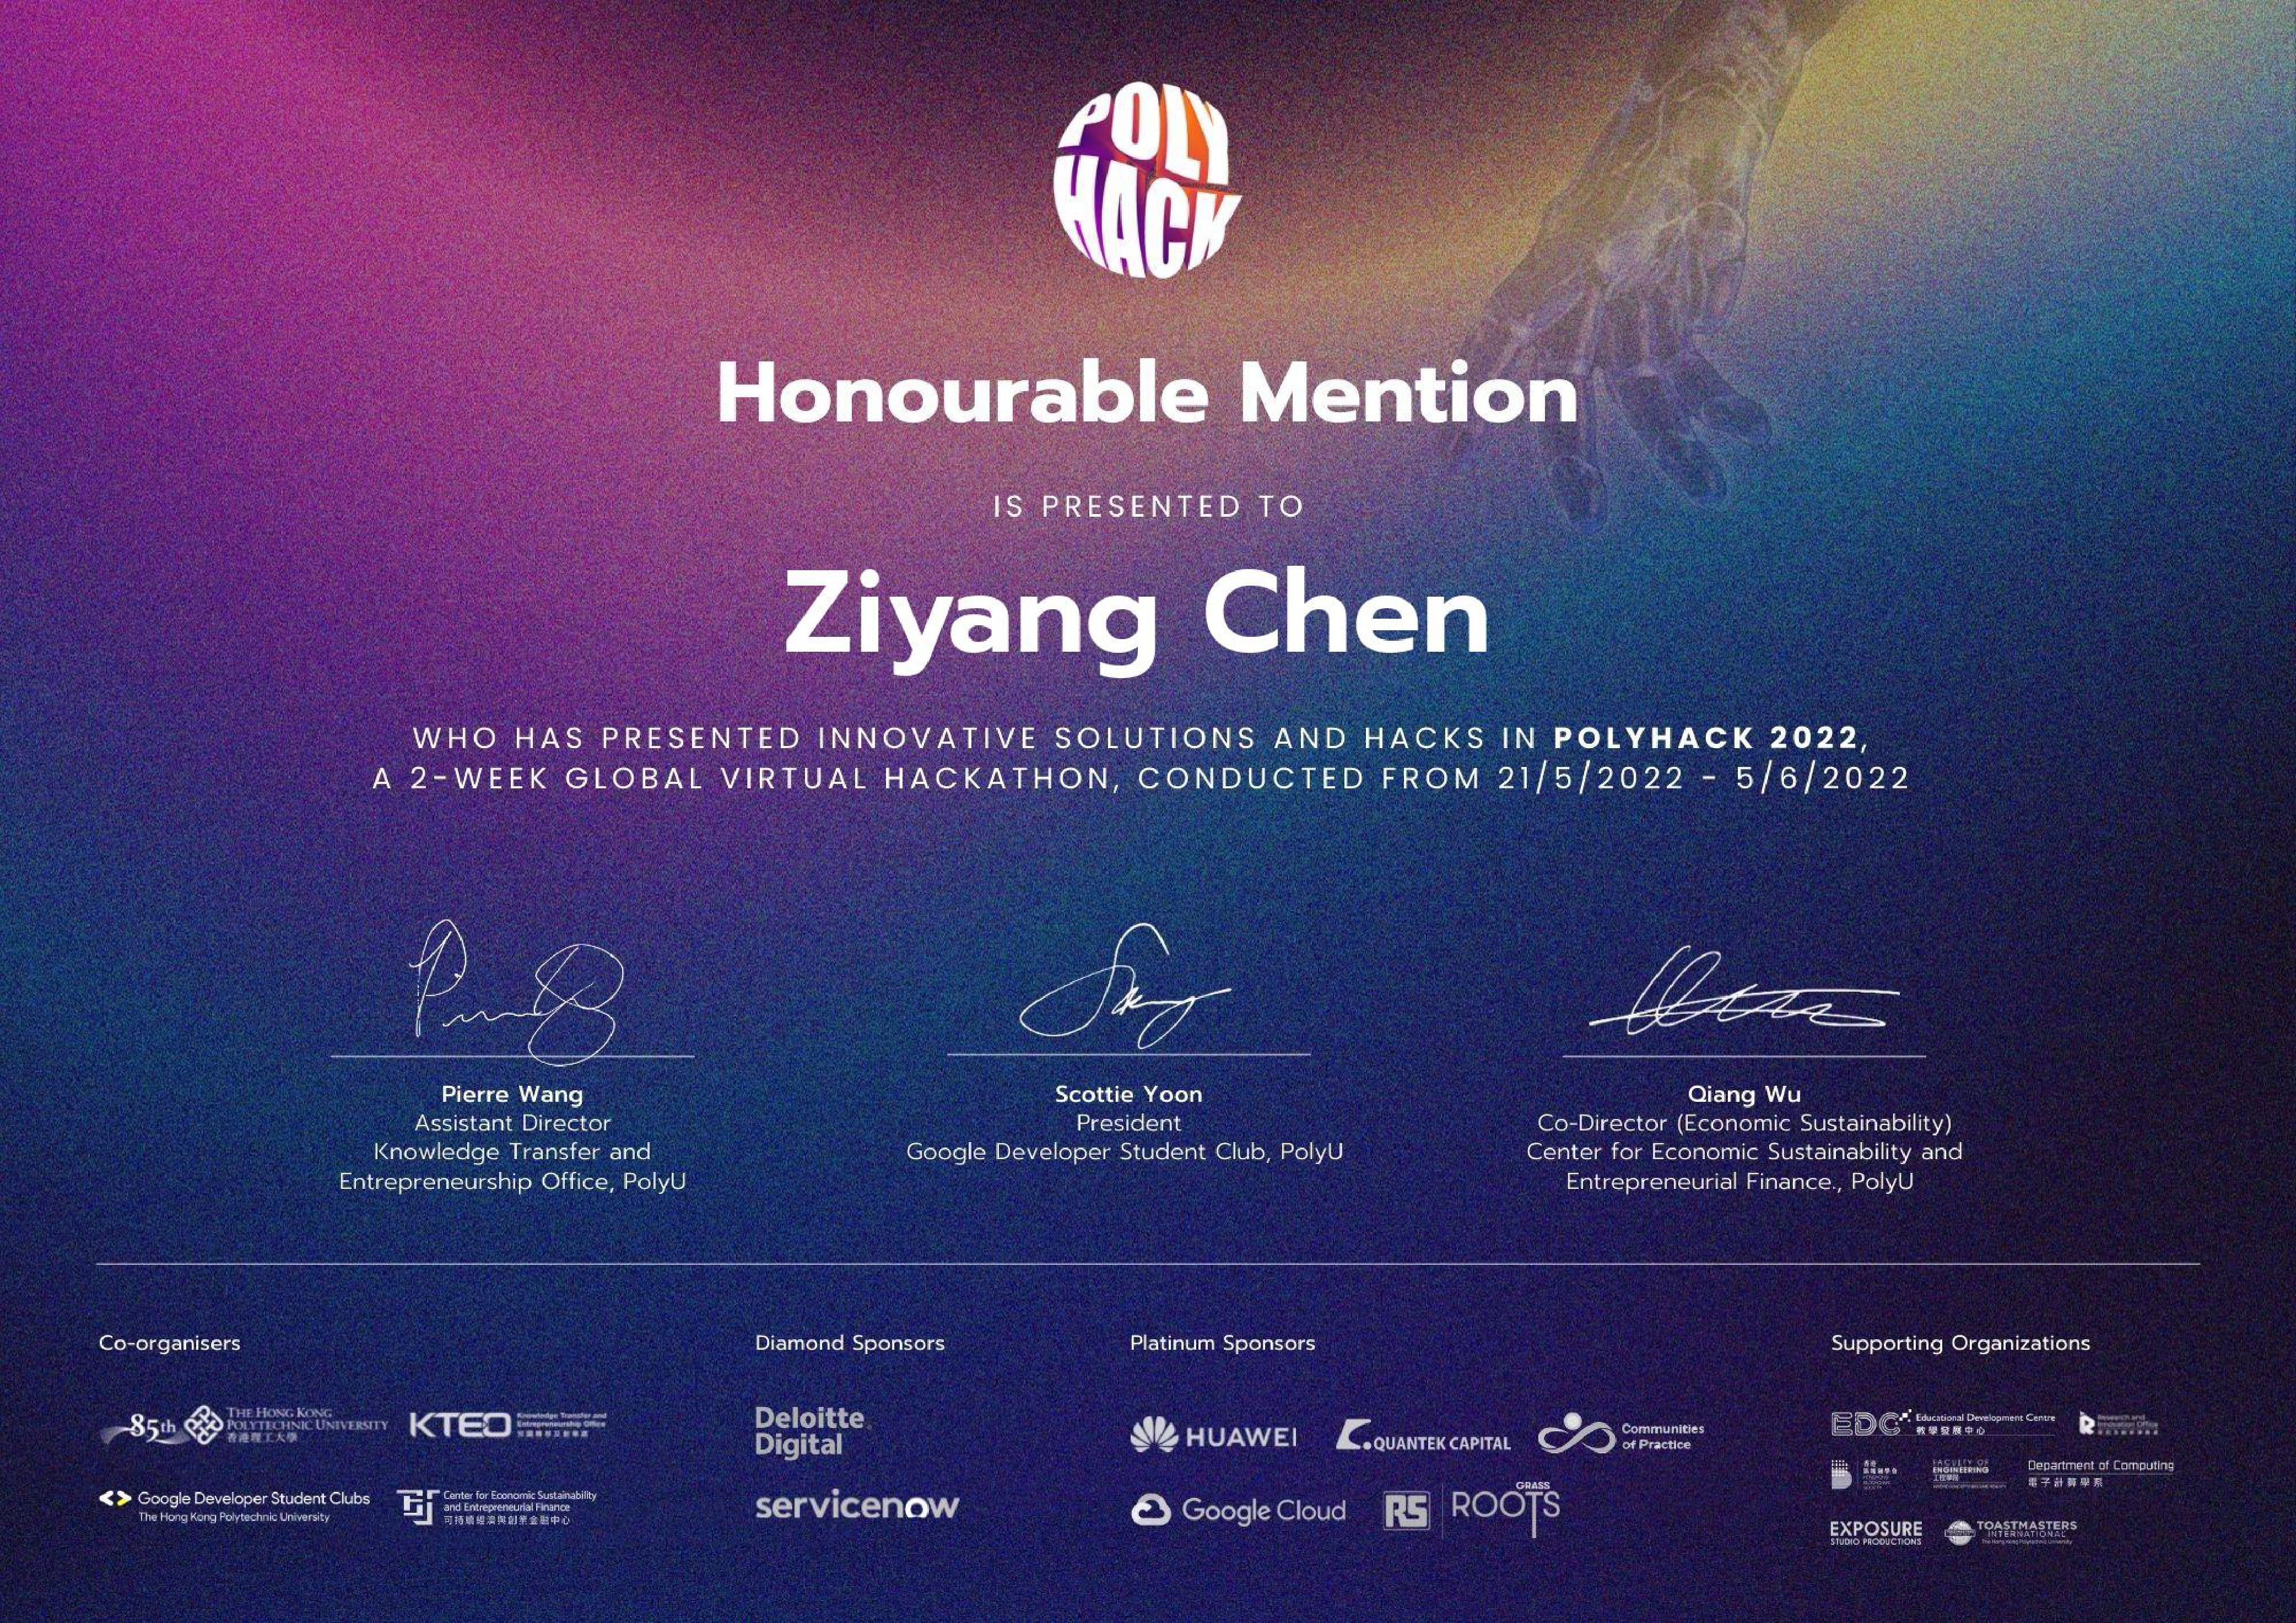 POLY
HACK
Honourable Mention
IS PRESENTED TO
Ziyang Chen
WHO HAS PRESENTED INNOVATIVE SOLUTIONS AND HACKS IN POLYHACK 2022,
A 2-WEEK GLOBAL VIRTUAL HACKATHON, CONDUCTED FROM 21/5/2022 - 5/6/2022
Pierre Wang
Assistant Director
Knowledge Transfer and
Entrepreneurship Office, PolyU
Scottie Yoon
President
Google Developer Student Club, PolyU
Qiang Wu
Co-Director (Economic Sustainability)
Center for Economic Sustainability and
Entrepreneurial Finance., PolyU
Co-organisers
85th
THE HONG KONG
POLYTECHNIC UNIVERSITY
香港理工大學
KTEO
Knowledge Transfer and
Entrepreneurship Office
Google Developer Student Clubs
The Hong Kong Polytechnic University
Center for Economic Sustainability
and Entrepreneurial Finance
可持續經濟與創業金融中心
Diamond Sponsors
Deloitte
Digital
servicenow
Platinum Sponsors
HUAWEI
QUANTEK CAPITAL
Communities
of Practice
Google Cloud
RS
GRASS
ROOTS
Supporting Organizations
EDC
Educational Development Centre
教學發展中心
Research and
Innovation Office
FACULTY OF
ENGINEERING
工程學院
Department of Computing
電子計算學系
EXPOSURE
STUDIO PRODUCTIONS
TOASTMASTERS
INTERNATIONAL
The Hong Kong Polytechnic University